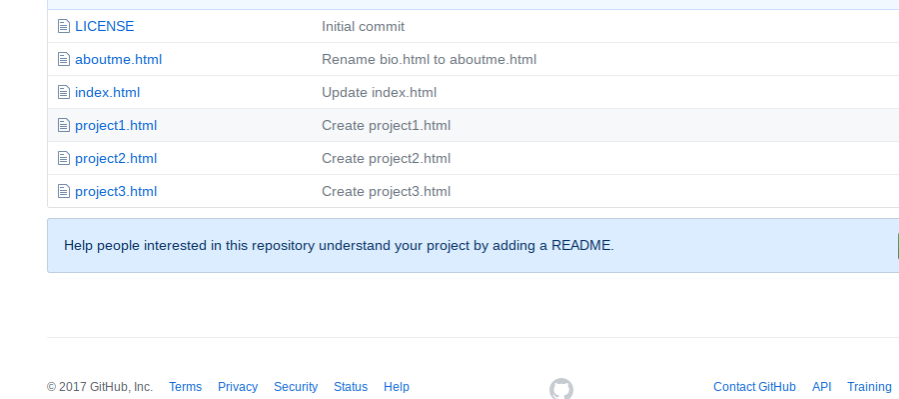 LICENSE Initial commit
aboutme.html Rename bio.html to aboutme.html
index.html Update index.html
project1.html Create project1.html
project2.html Create project2.html
project3.html Create project3.html
Help people interested in this repository understand your project by adding a README.
© 2017 GitHub, Inc. Terms Privacy Security Status Help Contact GitHub API Training